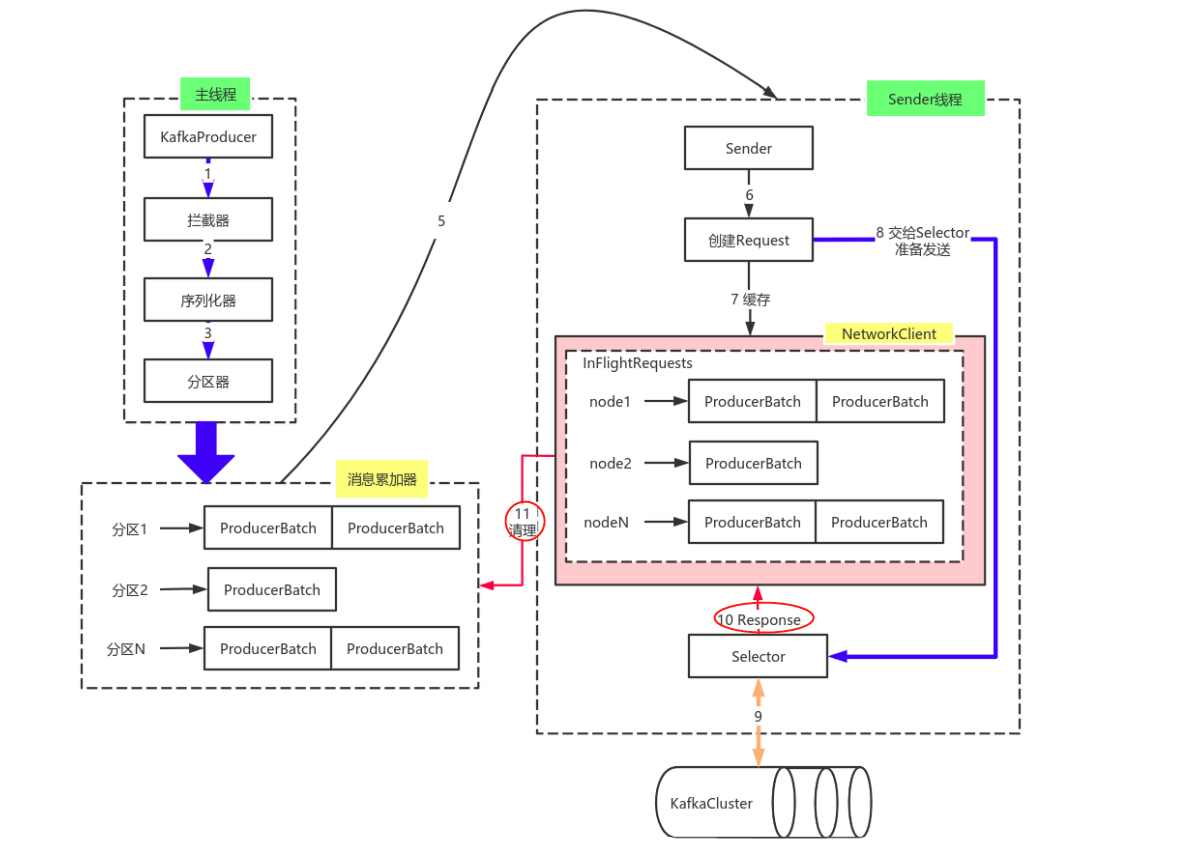 主线程
KafkaProducer
1
拦截器
2
序列化器
3
分区器
消息累加器
分区1
ProducerBatch
ProducerBatch
分区2
ProducerBatch
分区N
ProducerBatch
ProducerBatch
5
Sender线程
Sender
6
创建Request
8 交给Selector
准备发送
7 缓存
NetworkClient
InFlightRequests
node1
ProducerBatch
ProducerBatch
node2
ProducerBatch
nodeN
ProducerBatch
ProducerBatch
11
清理
10 Response
Selector
9
KafkaCluster